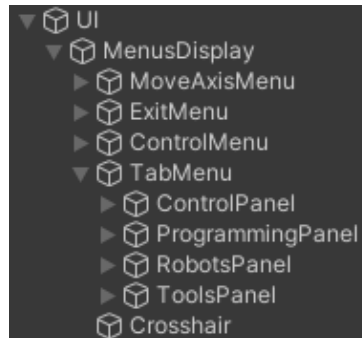 UI
MenusDisplay
MoveAxisMenu
ExitMenu
ControlMenu
TabMenu
ControlPanel
ProgrammingPanel
RobotsPanel
ToolsPanel
Crosshair